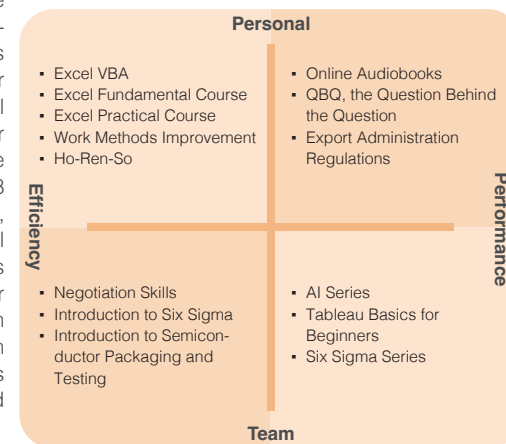 Personal
▪ Excel VBA
▪ Excel Fundamental Course
▪ Excel Practical Course
▪ Work Methods Improvement
▪ Ho-Ren-So
▪ Online Audiobooks
▪ QBQ, the Question Behind
the Question
▪ Export Administration
Regulations
Efficiency
Performance
▪ Negotiation Skills
▪ Introduction to Six Sigma
▪ Introduction to Semicon-
ductor Packaging and
Testing
▪ AI Series
▪ Tableau Basics for
Beginners
▪ Six Sigma Series
Team